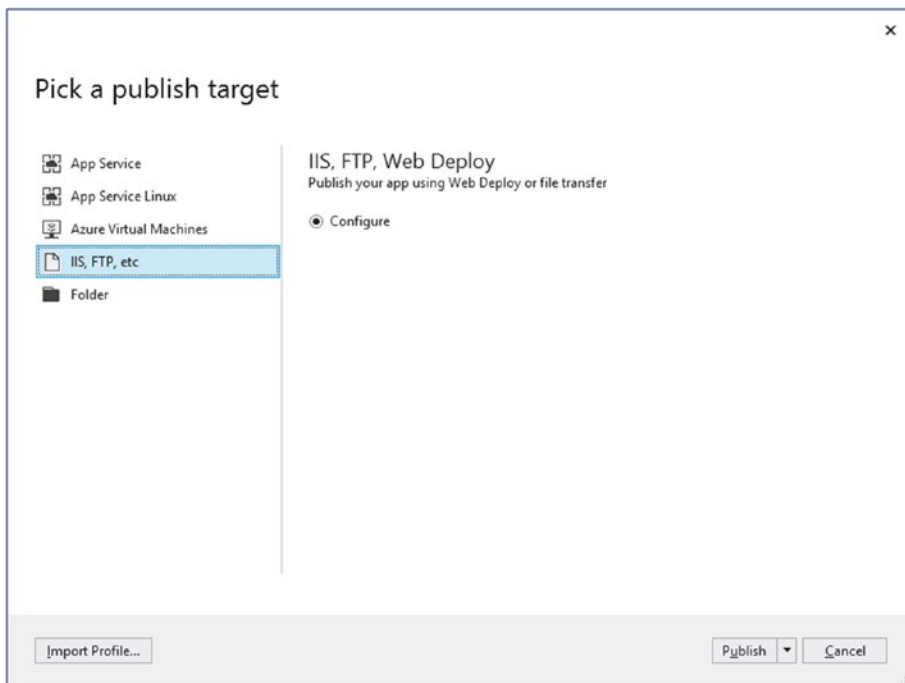 Pick a publish target
App Service
App Service Linux
Azure Virtual Machines
IIS, FTP, etc
Folder
IIS, FTP, Web Deploy
Publish your app using Web Deploy or file transfer
Configure
Import Profile...
Publish
Cancel